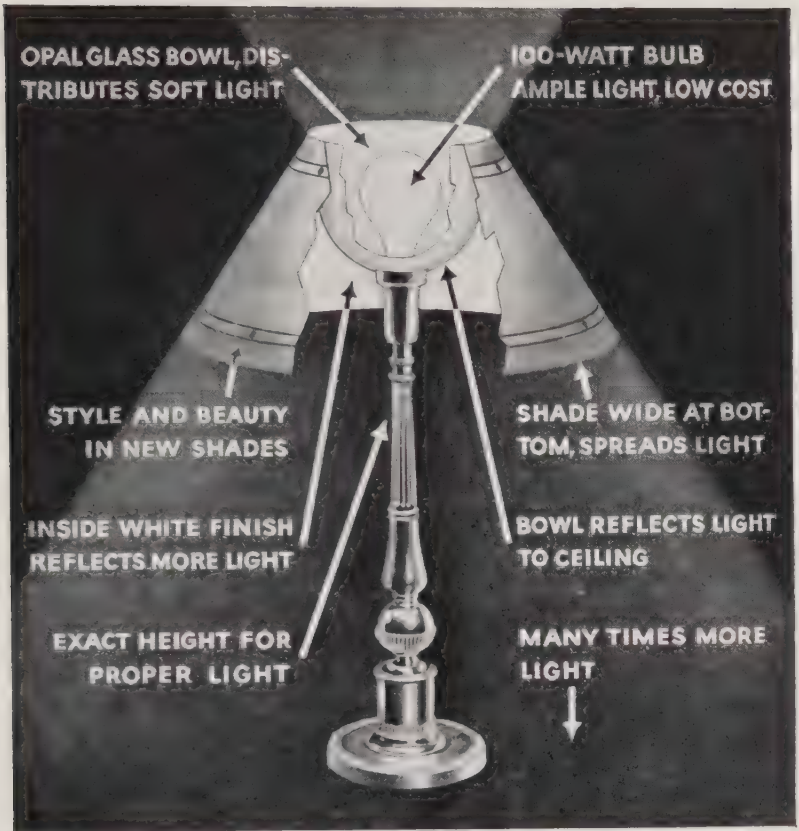 OPAL GLASS BOWL, DIS-
TRIBUTES SOFT LIGHT
100-WATT BULB
AMPLE LIGHT, LOW COST
STYLE AND BEAUTY
IN NEW SHADES
SHADE WIDE AT BOT-
TOM, SPREADS LIGHT
INSIDE WHITE FINISH
REFLECTS MORE LIGHT
BOWL REFLECTS LIGHT
TO CEILING
EXACT HEIGHT FOR
PROPER LIGHT
MANY TIMES MORE
LIGHT